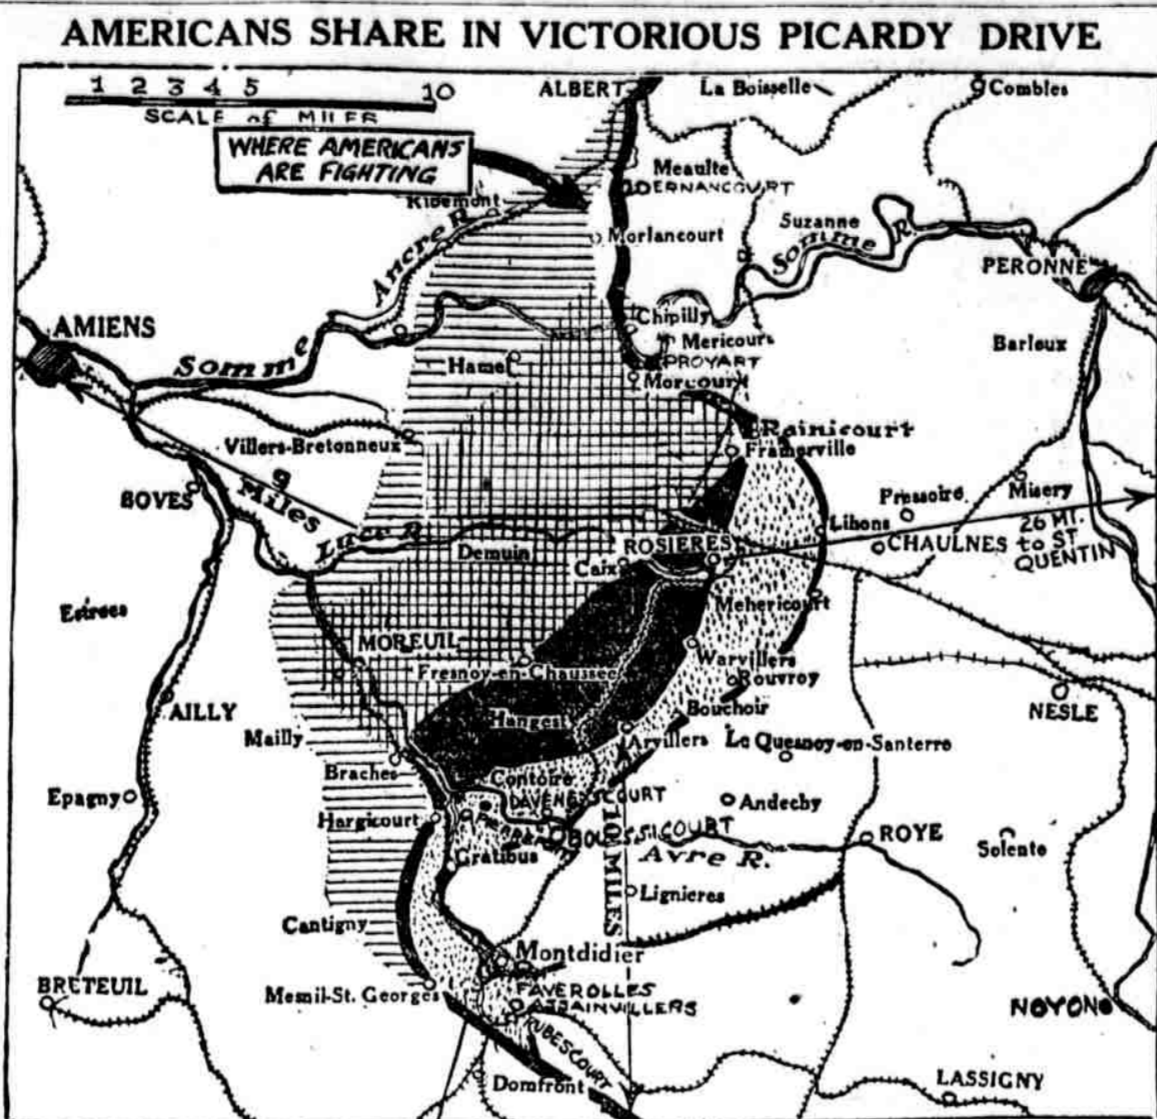 AMERICANS SHARE IN VICTORIOUS PICARDY DRIVE
1 2 3 4 5 10
SCALE of MILES
WHERE AMERICANS
ARE FIGHTING
ALBERT
La Boisselle
Combles
Meaulte
DERNANCOURT
Ribemont
Ancre R.
Morlancourt
Suzanne
Somme R.
PERONNE
AMIENS
Somme
Chipilly
Mericourt
PROYART
Hamel
Morcourt
Barleux
Villers-Bretonneux
Rainicourt
Framerville
BOVES
9
Miles
Luce R.
Pressoire
Misery
Lihons
CHAULNES
26 MI.
to ST
QUENTIN
Demuin
ROSIERES
Caix
Mehericourt
Estrees
MOREUIL
Fresnoy-en-Chaussee
Warvillers
Rouvroy
AILLY
Hangest
Bouchoir
NESLE
Mailly
Arvillers
Le Quesnoy-en-Santerre
Braches
Contoire
DAVENESCOURT
Epagny
Andechy
Hargicourt
BOUSSICOURT
ROYE
Gratibus
Avre R.
Solente
10 MILES
Lignieres
Cantigny
Montdidier
BRETEUIL
Mesnil-St. Georges
FAVEROLLES
ASSAINVILLERS
NOYON
RUBESCOURT
Domfront
LASSIGNY